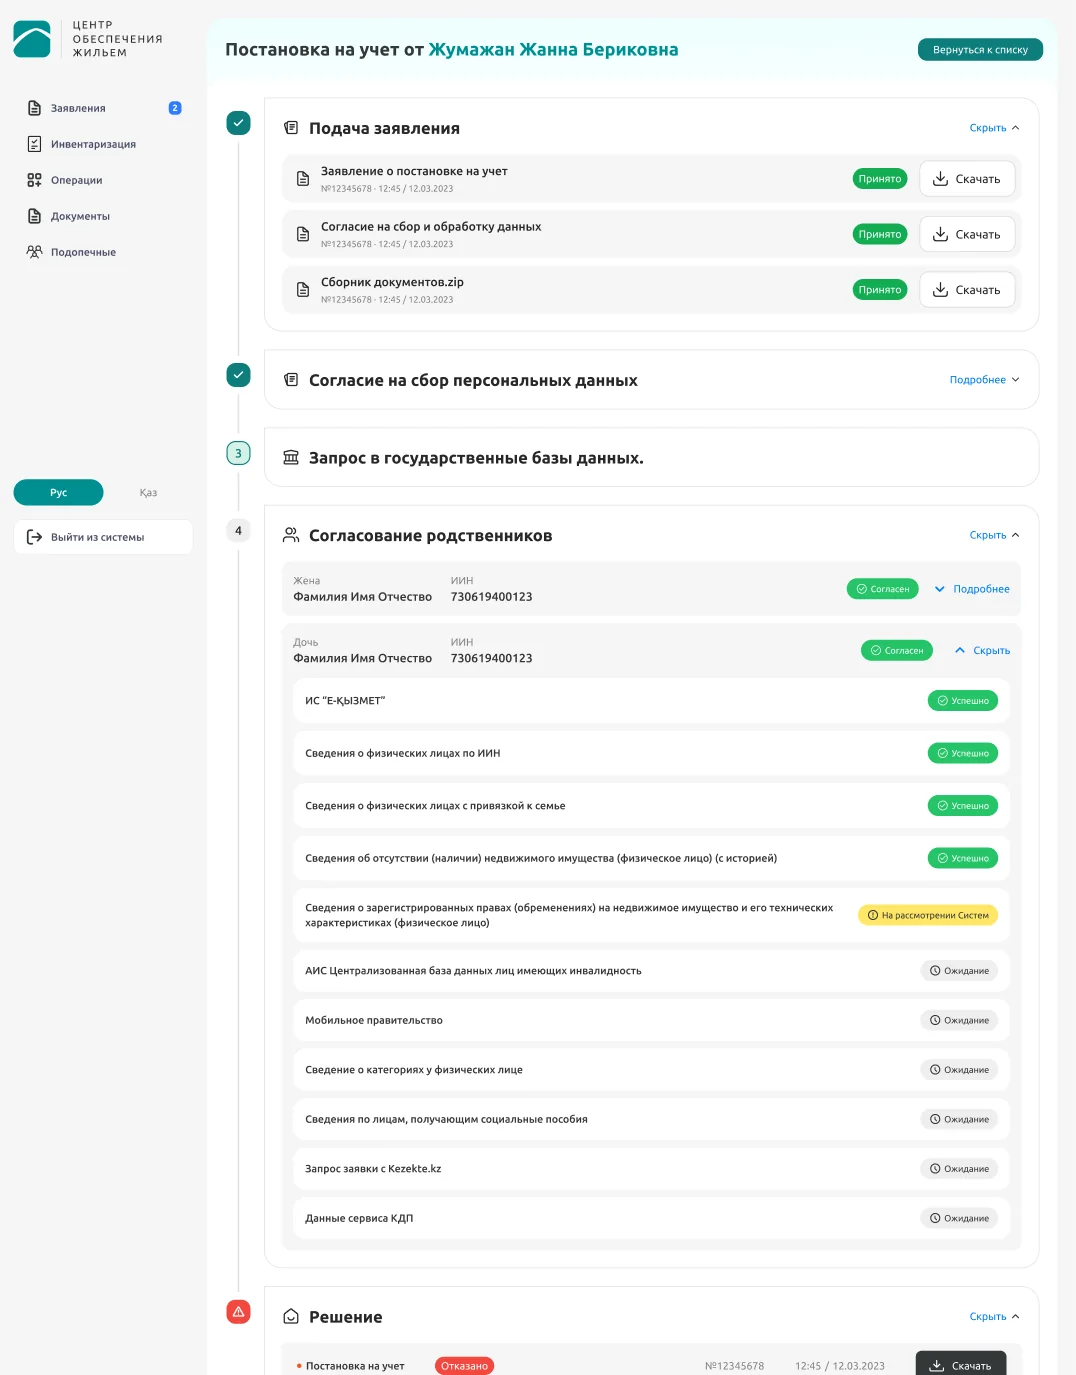 ЦЕНТР
ОБЕСПЕЧЕНИЯ
ЖИЛЬЕМ
Заявления 2
Инвентаризация
Операции
Документы
Подопечные
Рус Қаз
Выйти из системы
Постановка на учет от Жумажан Жанна Бериковна
Вернуться к списку
Подача заявления
Скрыть
Заявление о постановке на учет
№12345678 · 12:45 / 12.03.2023
Принято
Скачать
Согласие на сбор и обработку данных
№12345678 · 12:45 / 12.03.2023
Принято
Скачать
Сборник документов.zip
№12345678 · 12:45 / 12.03.2023
Принято
Скачать
Согласие на сбор персональных данных
Подробнее
3
Запрос в государственные базы данных.
4
Согласование родственников
Скрыть
Жена
Фамилия Имя Отчество
ИИН
730619400123
Согласен
Подробнее
Дочь
Фамилия Имя Отчество
ИИН
730619400123
Согласен
Скрыть
ИС “Е-ҚЫЗМЕТ”
Успешно
Сведения о физических лицах по ИИН
Успешно
Сведения о физических лицах с привязкой к семье
Успешно
Сведения об отсутствии (наличии) недвижимого имущества (физическое лицо) (с историей)
Успешно
Сведения о зарегистрированных правах (обременениях) на недвижимое имущество и его технических
характеристиках (физическое лицо)
На рассмотрении Систем
АИС Централизованная база данных лиц имеющих инвалидность
Ожидание
Мобильное правительство
Ожидание
Сведение о категориях у физических лице
Ожидание
Сведения по лицам, получающим социальные пособия
Ожидание
Запрос заявки с Kezekte.kz
Ожидание
Данные сервиса КДП
Ожидание
Решение
Скрыть
Постановка на учет
Отказано
№12345678
12:45 / 12.03.2023
Скачать